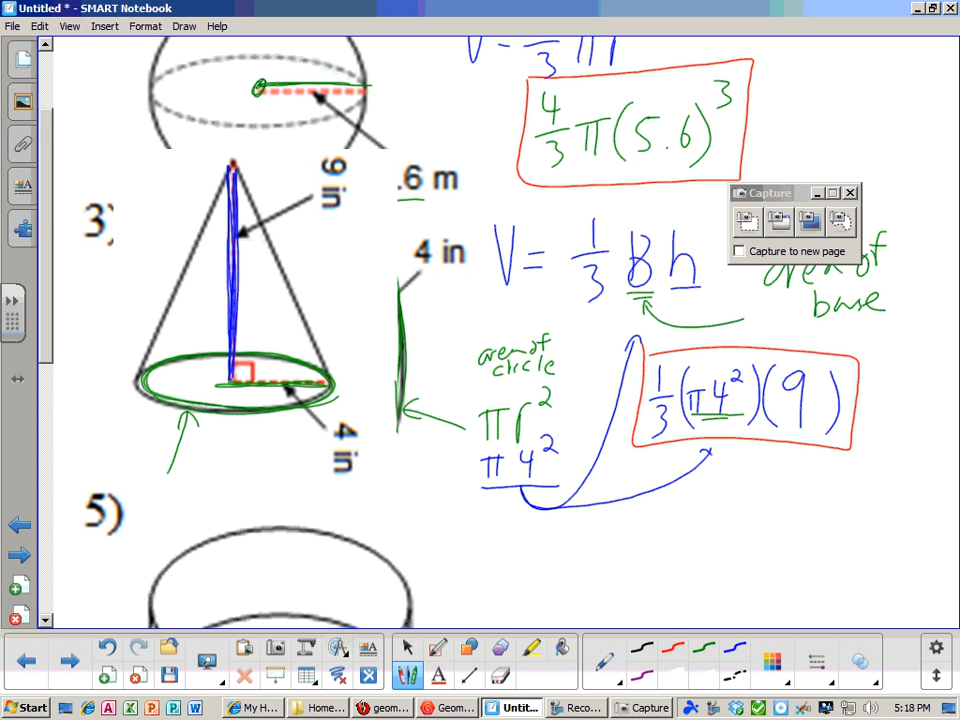 Untitled * - SMART Notebook
File Edit View Insert Format Draw Help
4/3 π(5.6)³
9 in
.6 m
3)
4 in
V = 1/3 B h
area of
base
area of
circle
πr²
π4²
1/3 (π4²)(9)
4 in
5)
Capture
Capture to new page
Start
My H...
Home...
geom...
Geom...
Untit...
Reco...
Capture
5:18 PM